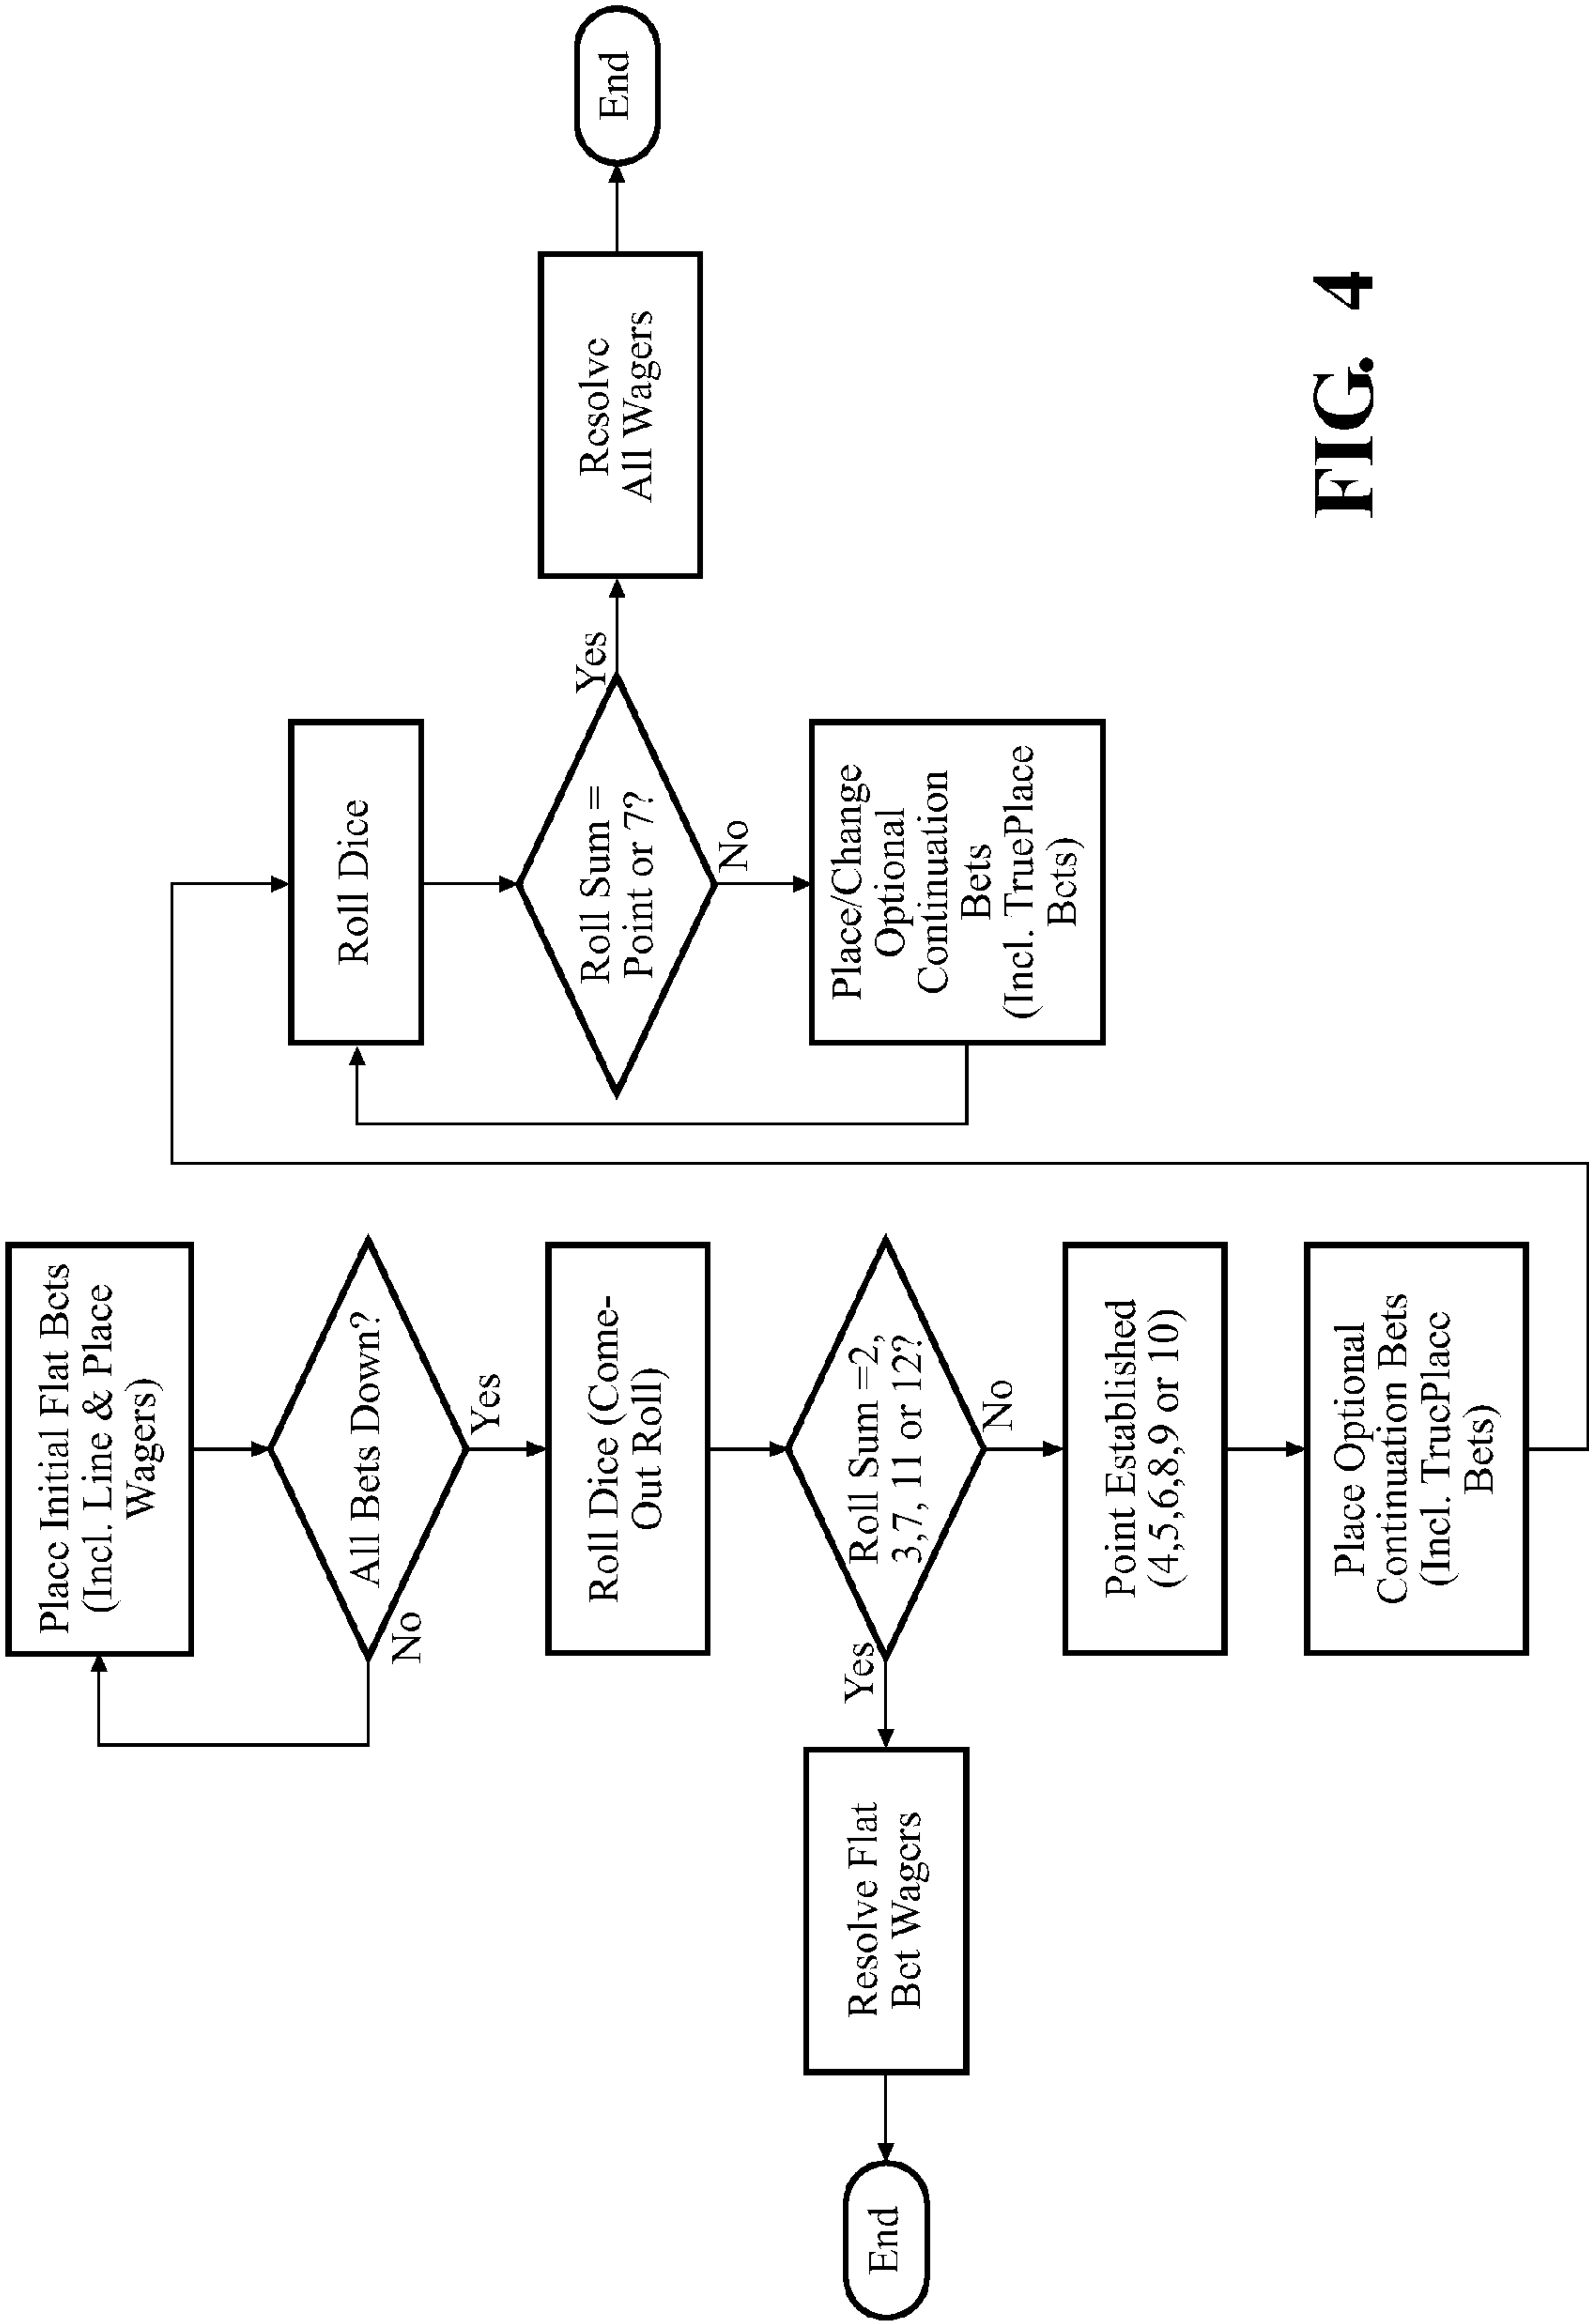 Place Initial Flat Bets
(Incl. Line & Place
Wagers)
All Bets Down?
No
Yes
Roll Dice (Come-
Out Roll)
Roll Sum =2,
3,7, 11 or 12?
Yes
No
Resolve Flat
Bet Wagers
End
Point Established
(4,5,6,8,9 or 10)
Place Optional
Continuation Bets
(Incl. TruePlace
Bets)
Roll Dice
Roll Sum =
Point or 7?
Yes
No
Place/Change
Optional
Continuation
Bets
(Incl. TruePlace
Bets)
Resolve
All Wagers
End
FIG. 4